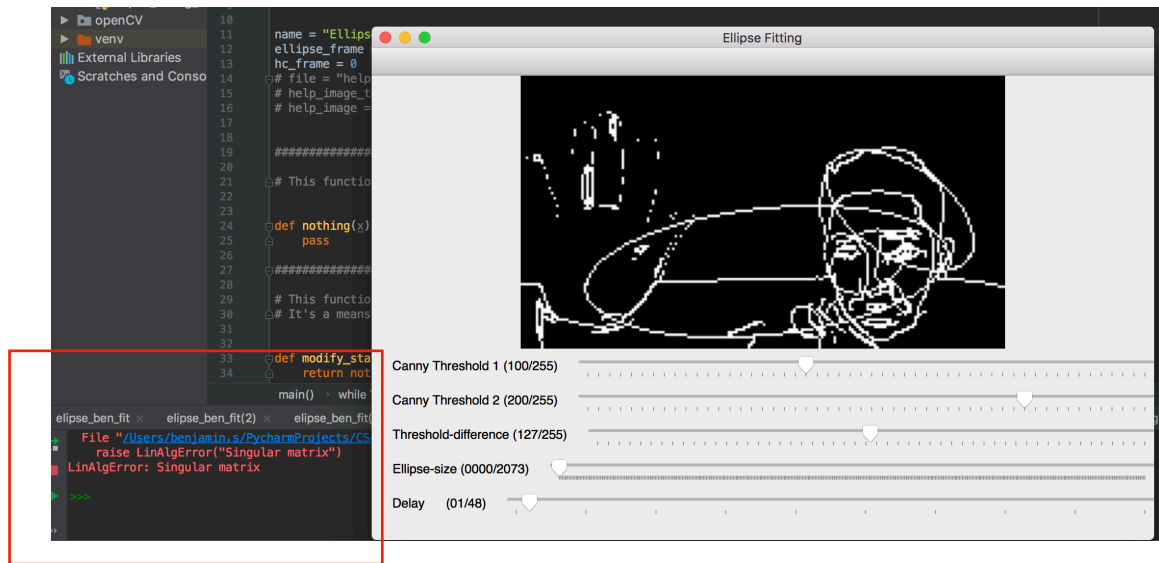 openCV
venv
External Libraries
Scratches and Conso
10
11 name = "Ellips
12 ellipse_frame
13 hc_frame = 0
14 # file = "help
15 # help_image_t
16 # help_image =
17
18
19 ###############
20
21 # This functio
22
23
24 def nothing(x)
25 pass
26
27 ###############
28
29 # This functio
30 # It's a means
31
32
33 def modify_sta
34 return not
main() › while
elipse_ben_fit × elipse_ben_fit(2) × elipse_ben_fit(
File "/Users/benjamin.s/PycharmProjects/CS
raise LinAlgError("Singular matrix")
LinAlgError: Singular matrix
>>>
Ellipse Fitting
Canny Threshold 1 (100/255)
Canny Threshold 2 (200/255)
Threshold-difference (127/255)
Ellipse-size (0000/2073)
Delay (01/48)